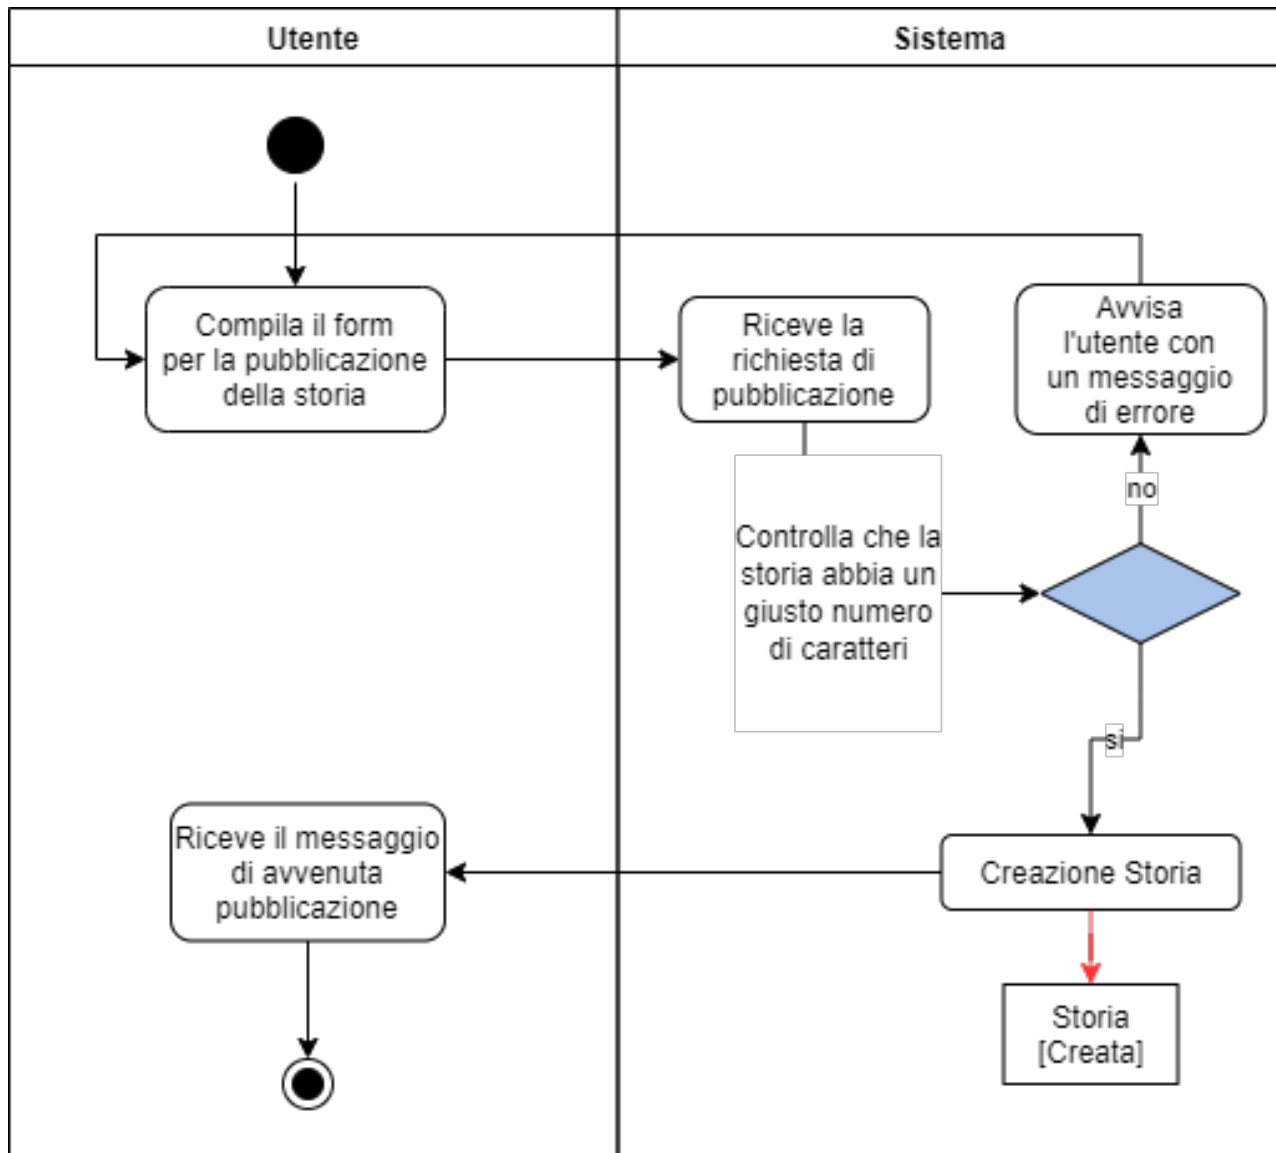 Utente
Sistema
Compila il form
per la pubblicazione
della storia
Riceve la
richiesta di
pubblicazione
Avvisa
l'utente con
un messaggio
di errore
no
Controlla che la
storia abbia un
giusto numero
di caratteri
si
Riceve il messaggio
di avvenuta
pubblicazione
Creazione Storia
Storia
[Creata]